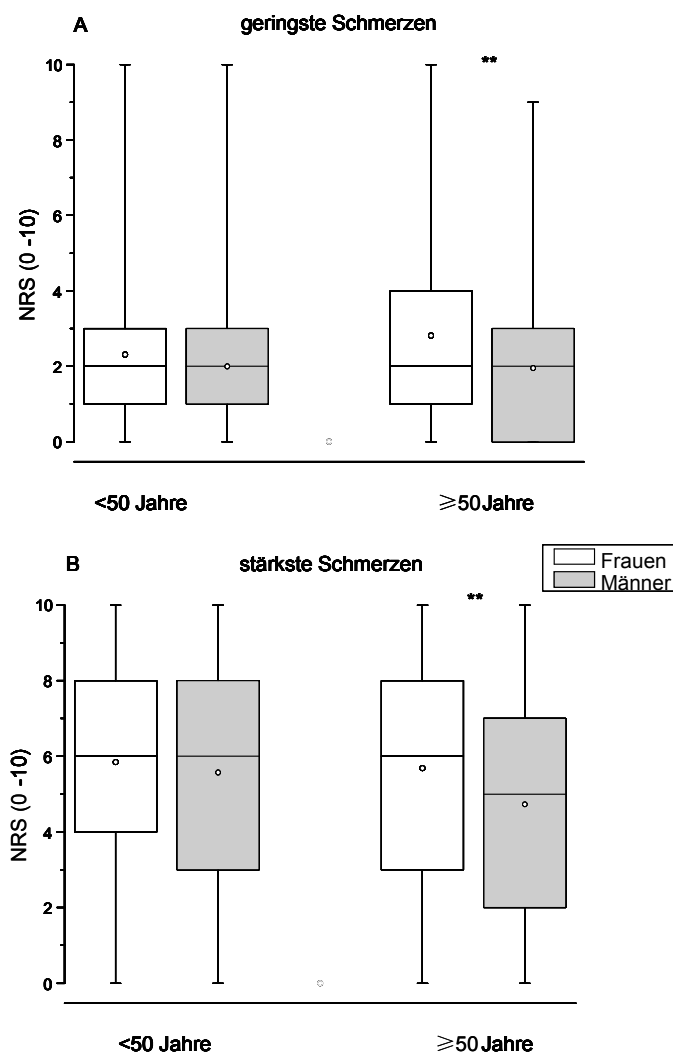 A geringste Schmerzen
**
10
8
6
4
2
0
NRS (0 -10)
<50 Jahre ≥50 Jahre
B stärkste Schmerzen
Frauen
Männer
**
10
8
6
4
2
0
NRS (0 -10)
<50 Jahre ≥50 Jahre